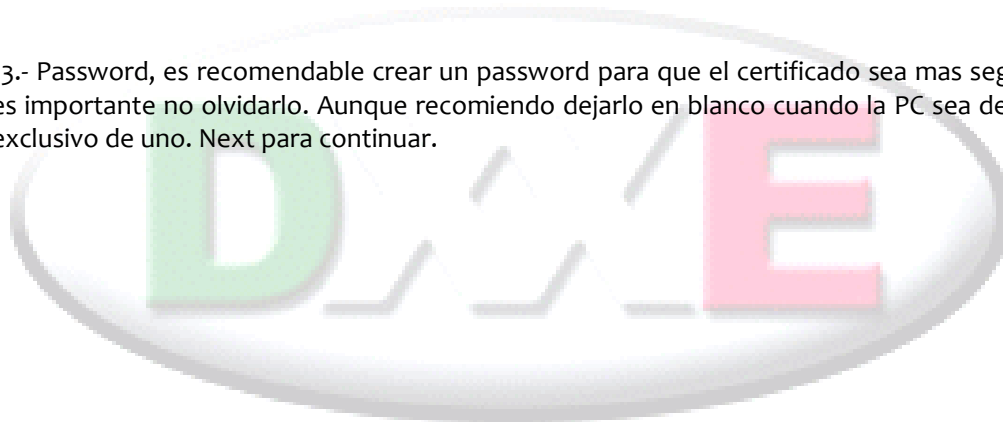 3.- Password, es recomendable crear un password para que el certificado sea mas seg
es importante no olvidarlo. Aunque recomiendo dejarlo en blanco cuando la PC sea de
exclusivo de uno. Next para continuar.
DXE